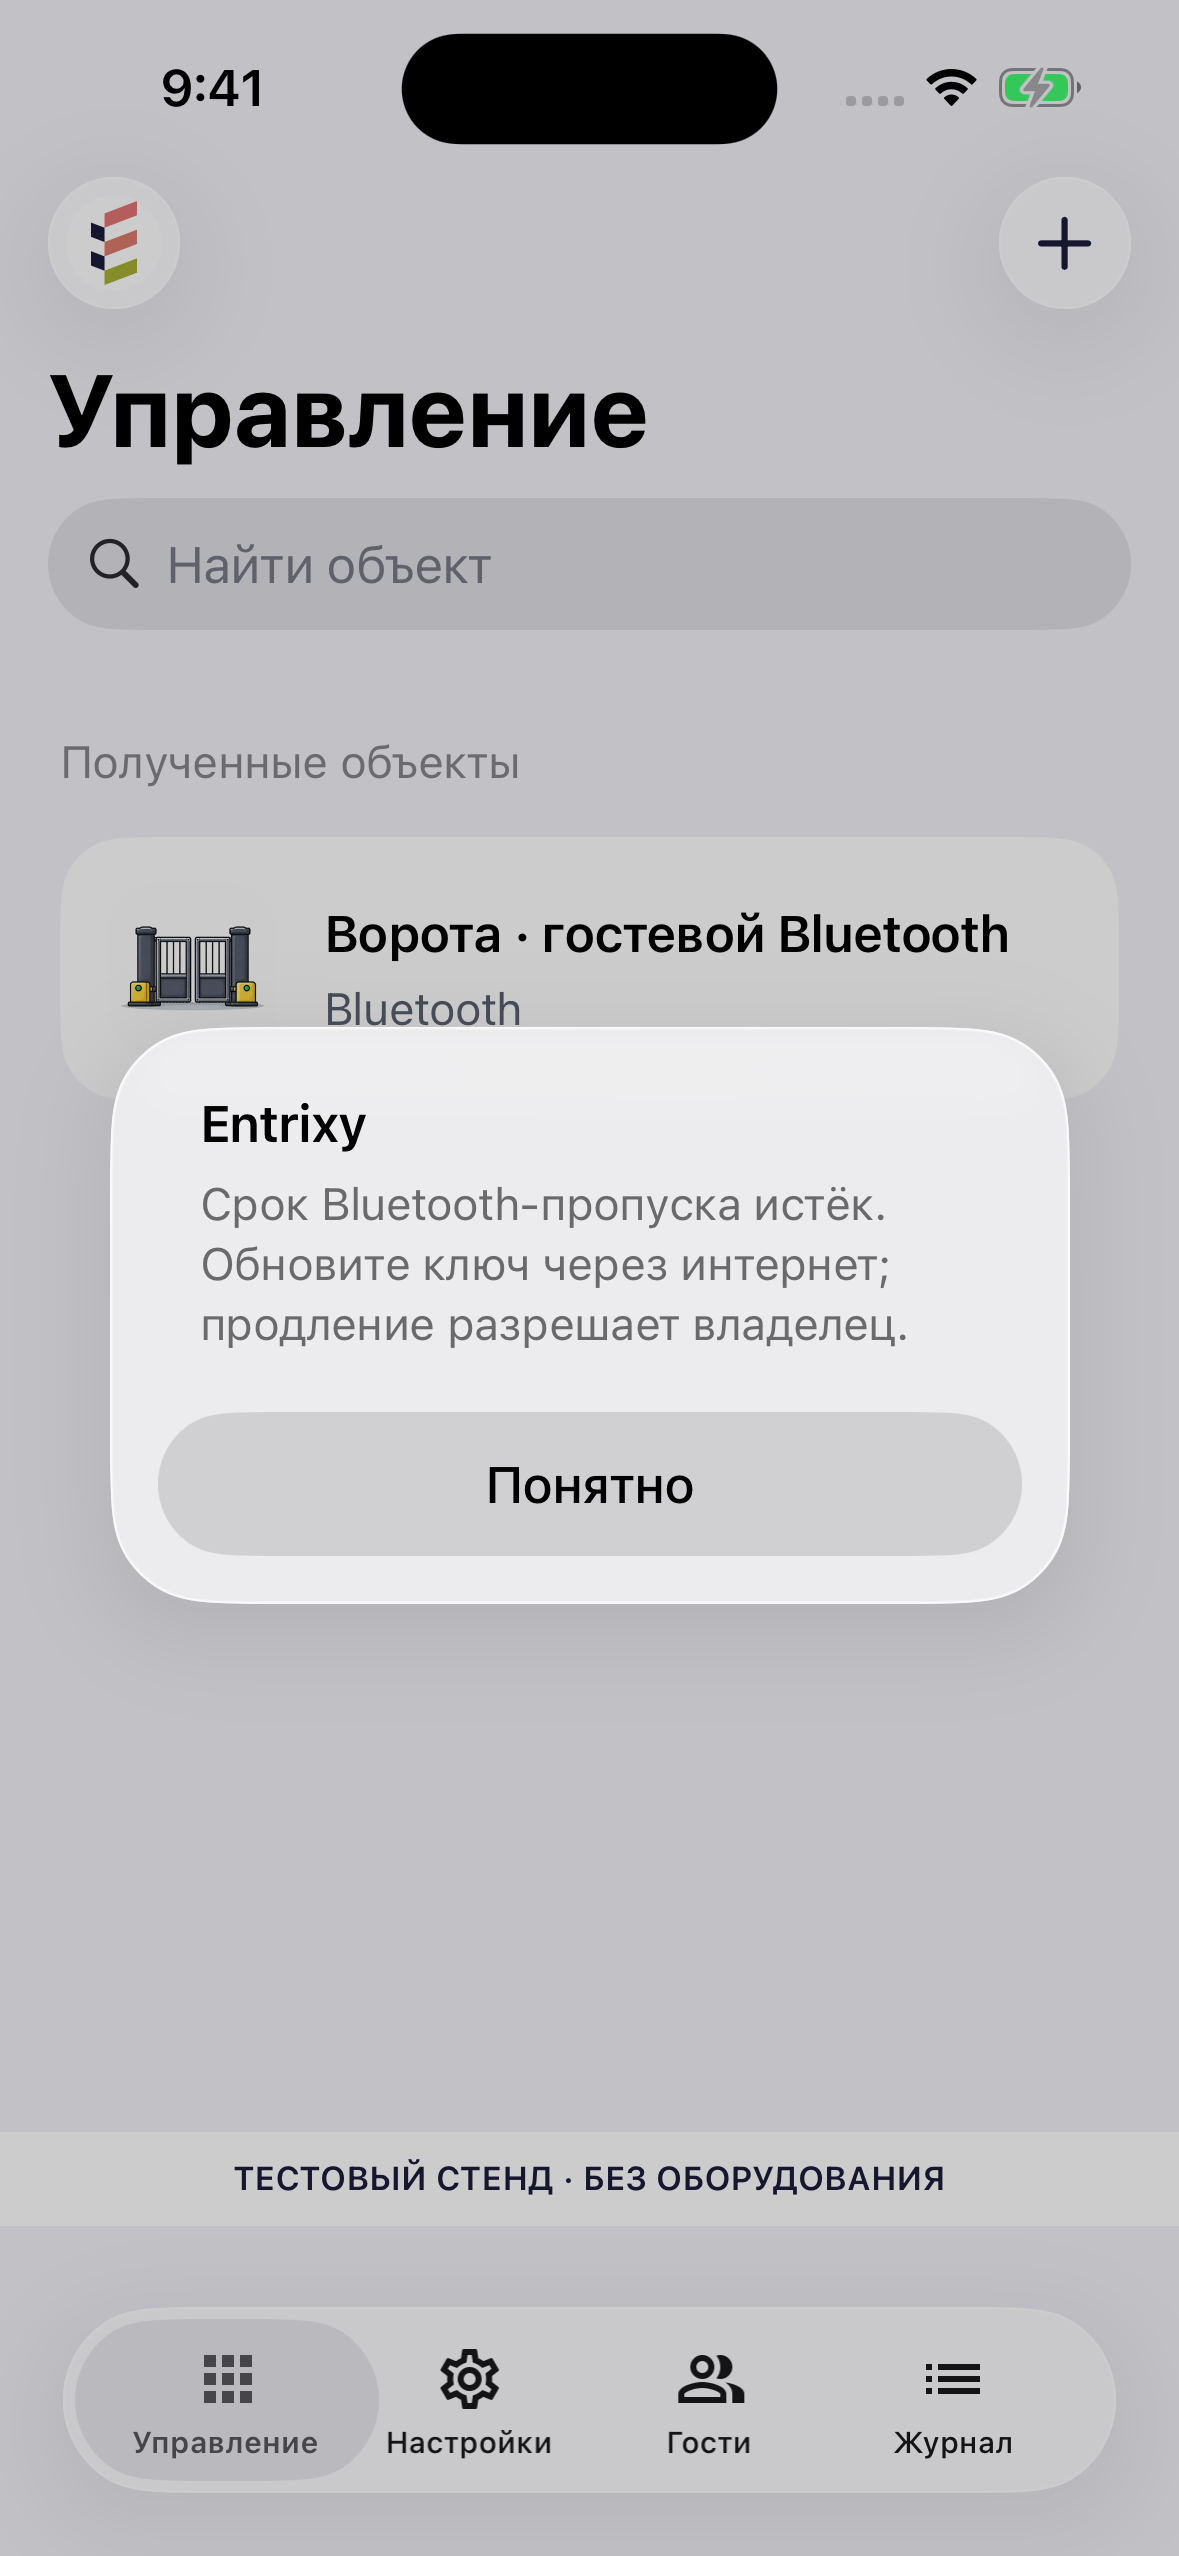 9:41
Управление
Найти объект
Полученные объекты
Ворота · гостевой Bluetooth
Bluetooth
Entrixy
Срок Bluetooth-пропуска истёк.
Обновите ключ через интернет;
продление разрешает владелец.
Понятно
ТЕСТОВЫЙ СТЕНД · БЕЗ ОБОРУДОВАНИЯ
Управление
Настройки
Гости
Журнал